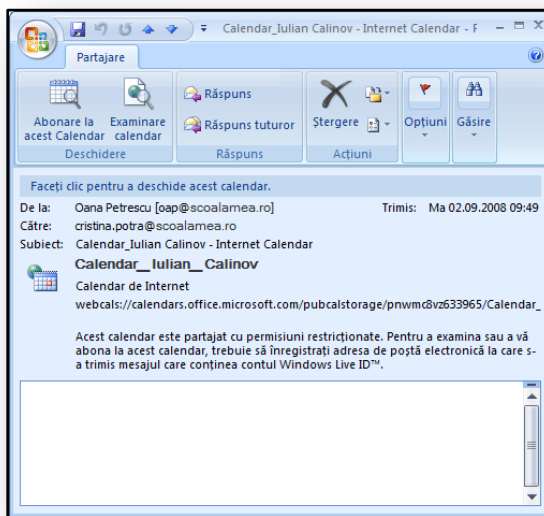 Calendar_Iulian Calinov - Internet Calendar - F
Partajare
Abonare la acest Calendar
Examinare calendar
Deschidere
Răspuns
Răspuns tuturor
Răspuns
Ștergere
Acțiuni
Opțiuni
Găsire
Faceți clic pentru a deschide acest calendar.
De la: Oana Petrescu [oap@scoalamea.ro] Trimis: Ma 02.09.2008 09:49
Către: cristina.potra@scoalamea.ro
Subiect: Calendar_Iulian Calinov - Internet Calendar
Calendar__Iulian__Calinov
Calendar de Internet
webcals://calendars.office.microsoft.com/pubcalstorage/pnwmc8vz633965/Calendar_
Acest calendar este partajat cu permisiuni restricționate. Pentru a examina sau a vă
abona la acest calendar, trebuie să înregistrați adresa de poștă electronică la care s-
a trimis mesajul care conținea contul Windows Live ID™.